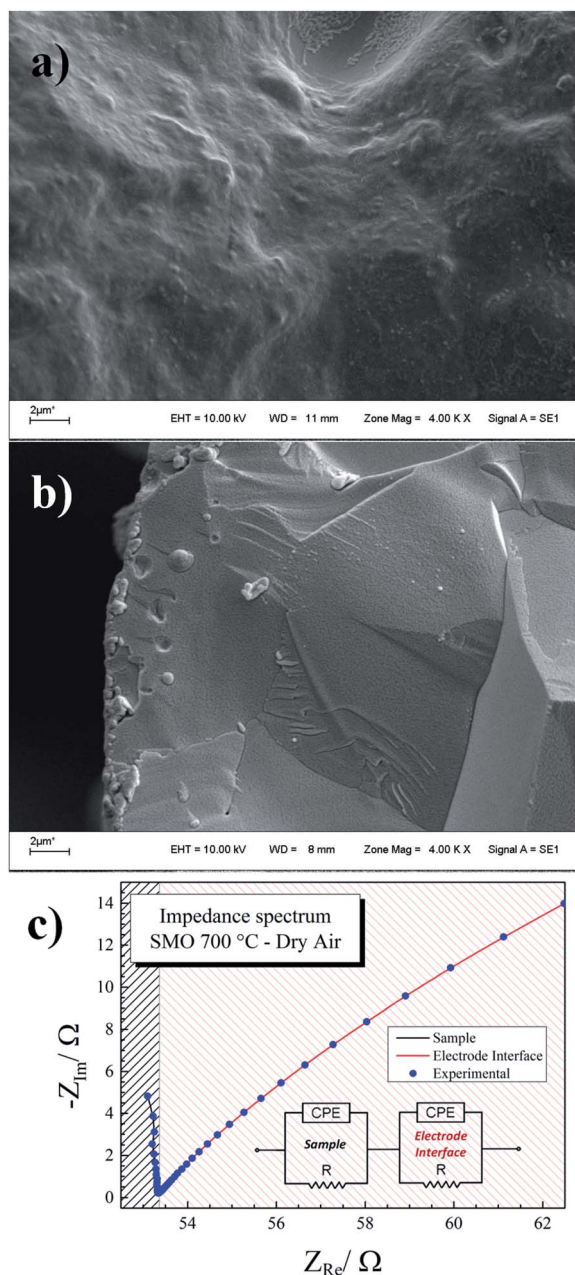 a)
2µm*
EHT = 10.00 kV WD = 11 mm Zone Mag = 4.00 K X Signal A = SE1
b)
2µm*
EHT = 10.00 kV WD = 8 mm Zone Mag = 4.00 K X Signal A = SE1
c)
Impedance spectrum
SMO 700 °C - Dry Air
14
12
10
8
6
4
2
0
-Z_Im/ Ω
Sample
Electrode Interface
Experimental
CPE
Sample
R
CPE
Electrode
Interface
R
54 56 58 60 62
Z_Re/ Ω